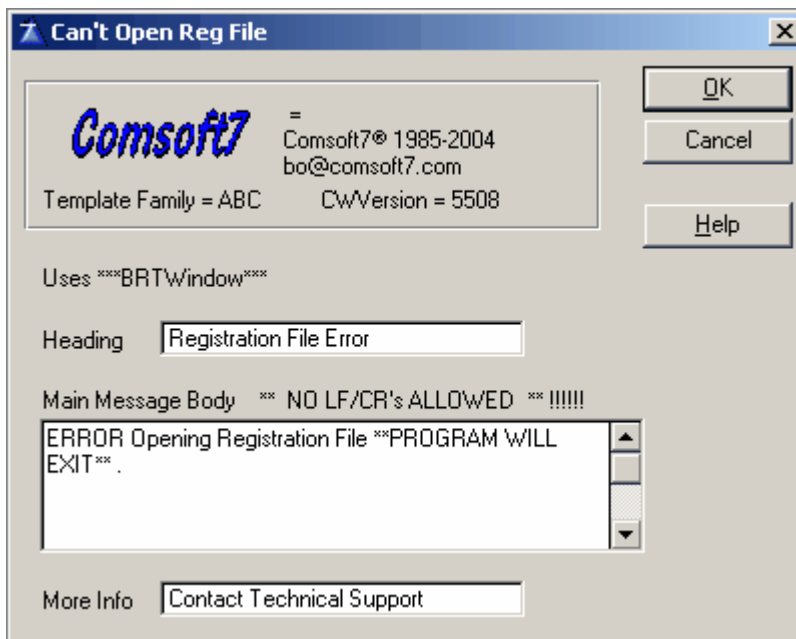 Can't Open Reg File
Comsoft7
=
Comsoft7® 1985-2004
bo@comsoft7.com
Template Family = ABC CWVersion = 5508
OK
Cancel
Help
Uses ***BRTWindow***
Heading Registration File Error
Main Message Body ** NO LF/CR's ALLOWED ** !!!!!!
ERROR Opening Registration File **PROGRAM WILL
EXIT** .
More Info Contact Technical Support